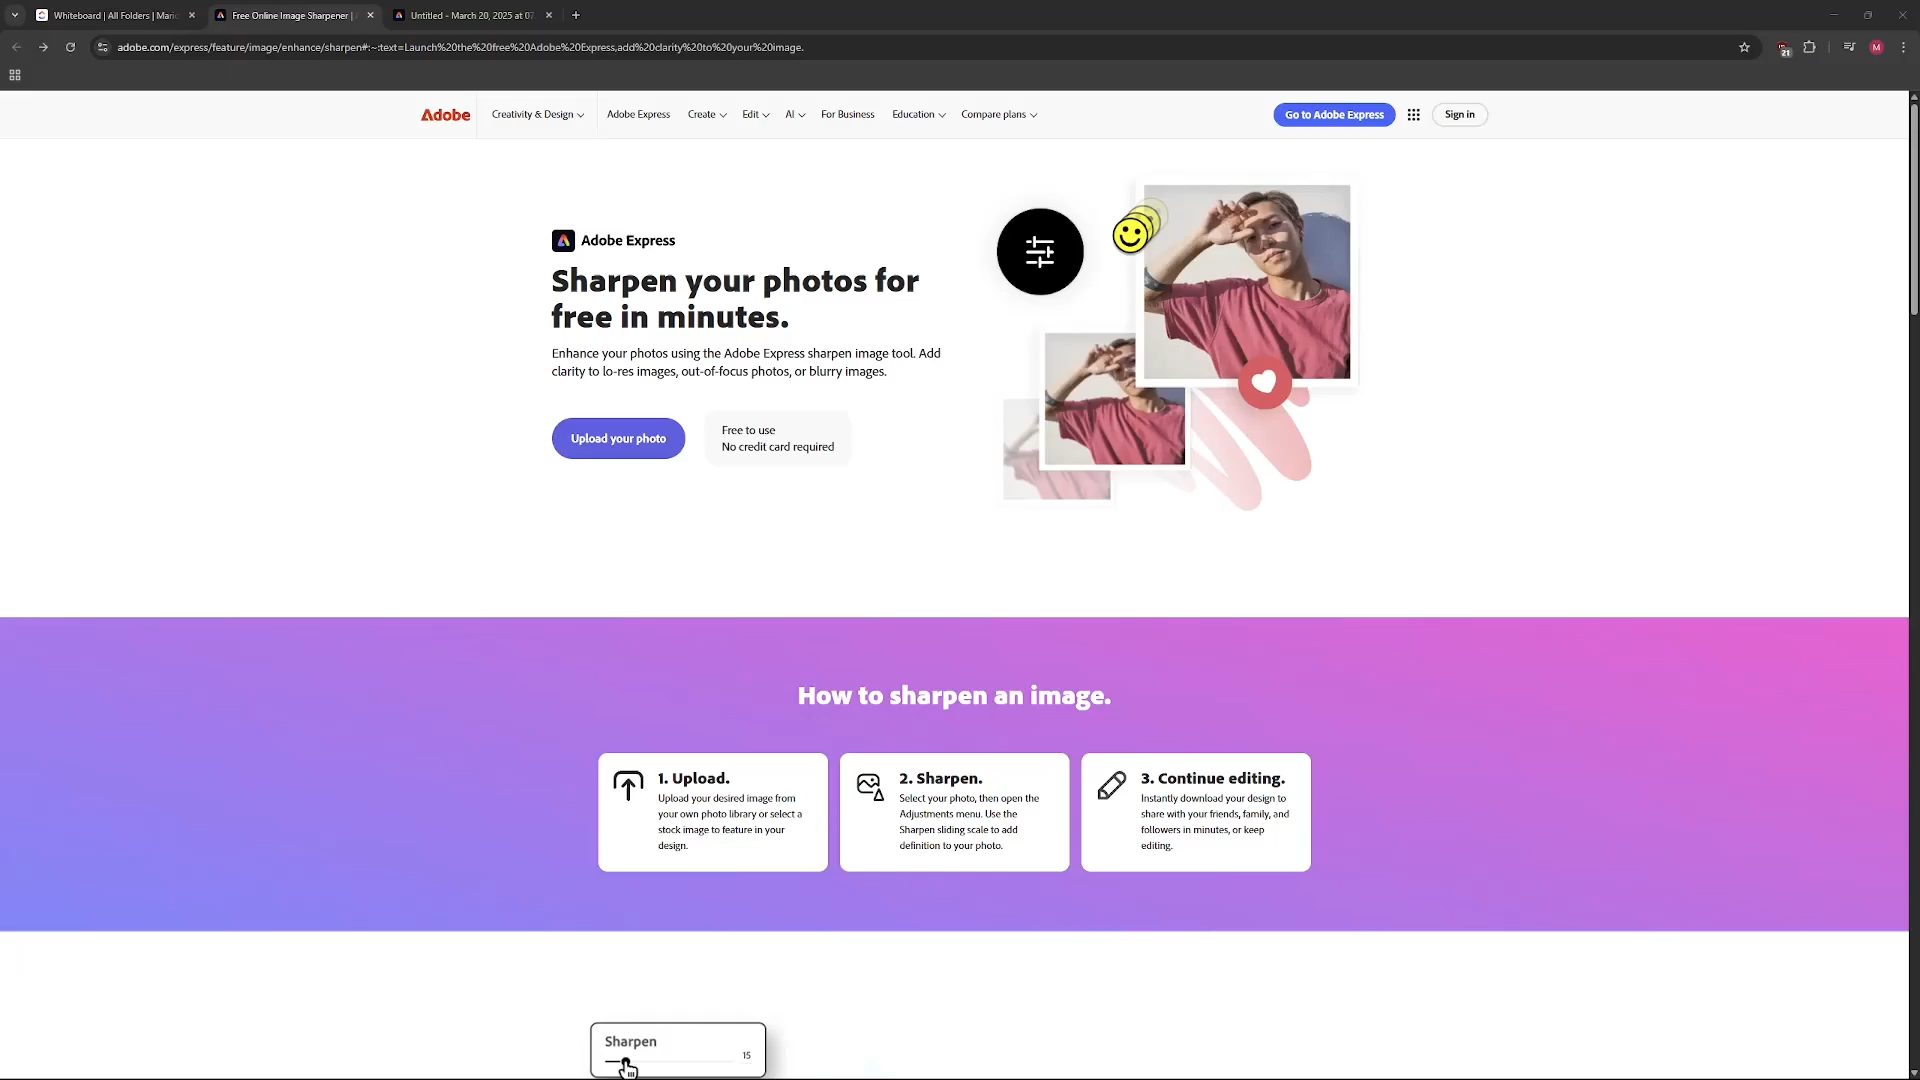 Whiteboard | All Folders | Maric
Free Online Image Sharpener |
Untitled - March 20, 2025 at 07
adobe.com/express/feature/image/enhance/sharpen#:~:text=Launch%20the%20free%20Adobe%20Express,add%20clarity%20to%20your%20image.
21
M
Adobe
Creativity & Design
Adobe Express
Create
Edit
AI
For Business
Education
Compare plans
Go to Adobe Express
Sign in
Adobe Express
Sharpen your photos for
free in minutes.
Enhance your photos using the Adobe Express sharpen image tool. Add
clarity to lo-res images, out-of-focus photos, or blurry images.
Upload your photo
Free to use
No credit card required
How to sharpen an image.
1. Upload.
Upload your desired image from
your own photo library or select a
stock image to feature in your
design.
2. Sharpen.
Select your photo, then open the
Adjustments menu. Use the
Sharpen sliding scale to add
definition to your photo.
3. Continue editing.
Instantly download your design to
share with your friends, family, and
followers in minutes, or keep
editing.
Sharpen
15